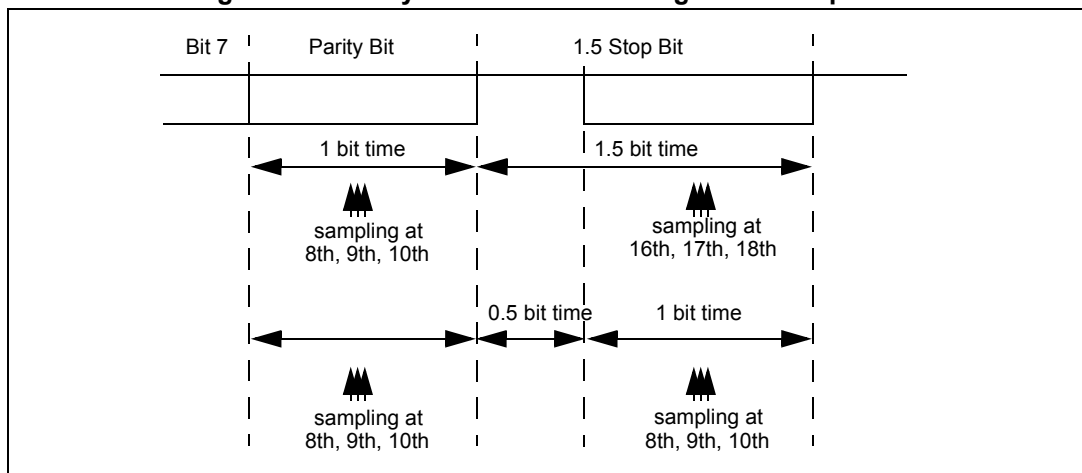 Bit 7 Parity Bit 1.5 Stop Bit
1 bit time 1.5 bit time
sampling at
8th, 9th, 10th
sampling at
16th, 17th, 18th
0.5 bit time 1 bit time
sampling at
8th, 9th, 10th
sampling at
8th, 9th, 10th